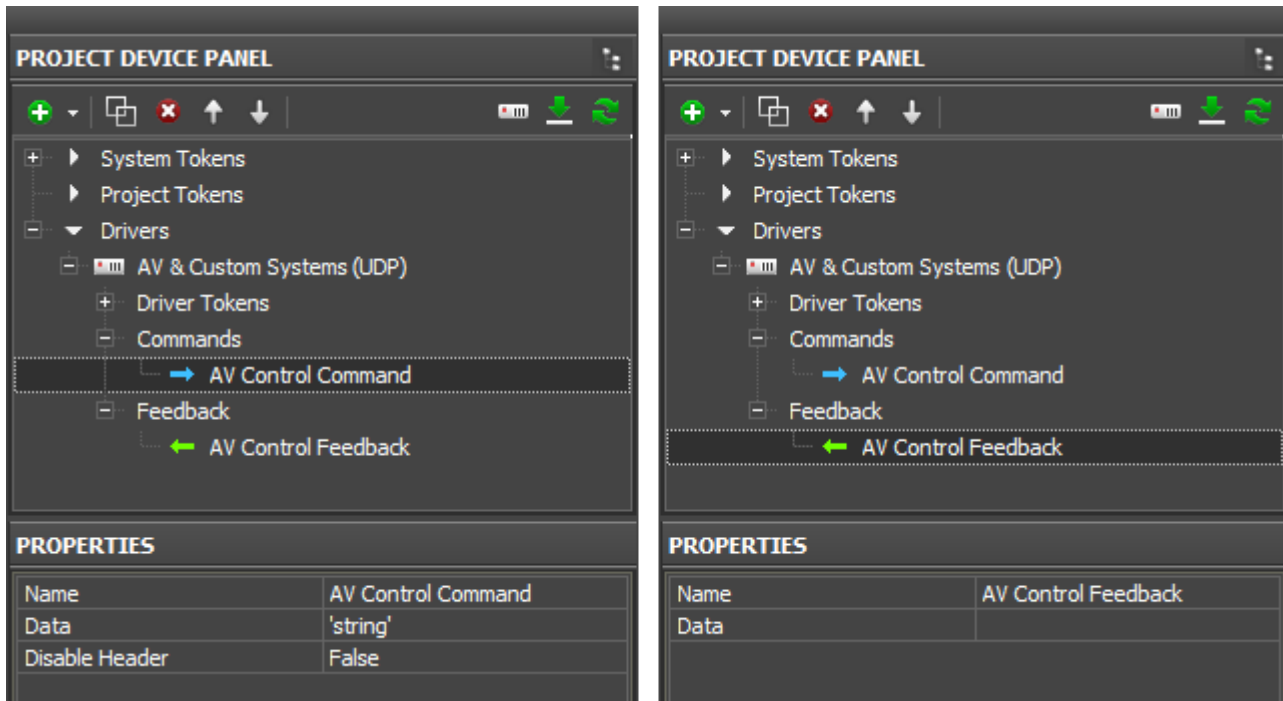 PROJECT DEVICE PANEL
System Tokens
Project Tokens
Drivers
AV & Custom Systems (UDP)
Driver Tokens
Commands
AV Control Command
Feedback
AV Control Feedback
PROPERTIES
Name AV Control Command
Data 'string'
Disable Header False
PROJECT DEVICE PANEL
System Tokens
Project Tokens
Drivers
AV & Custom Systems (UDP)
Driver Tokens
Commands
AV Control Command
Feedback
AV Control Feedback
PROPERTIES
Name AV Control Feedback
Data